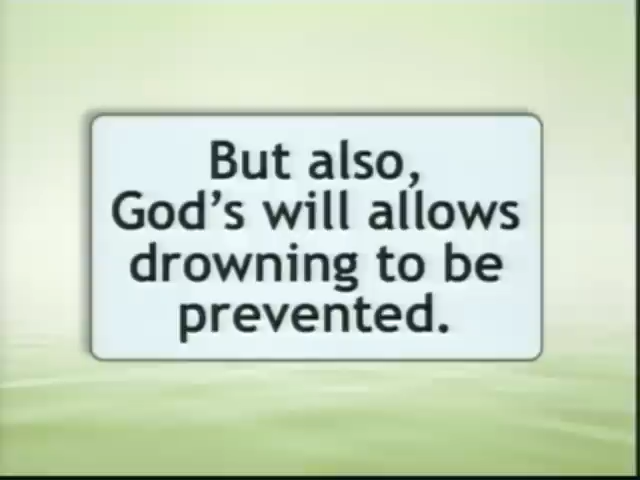 But also,
God's will allows
drowning to be
prevented.